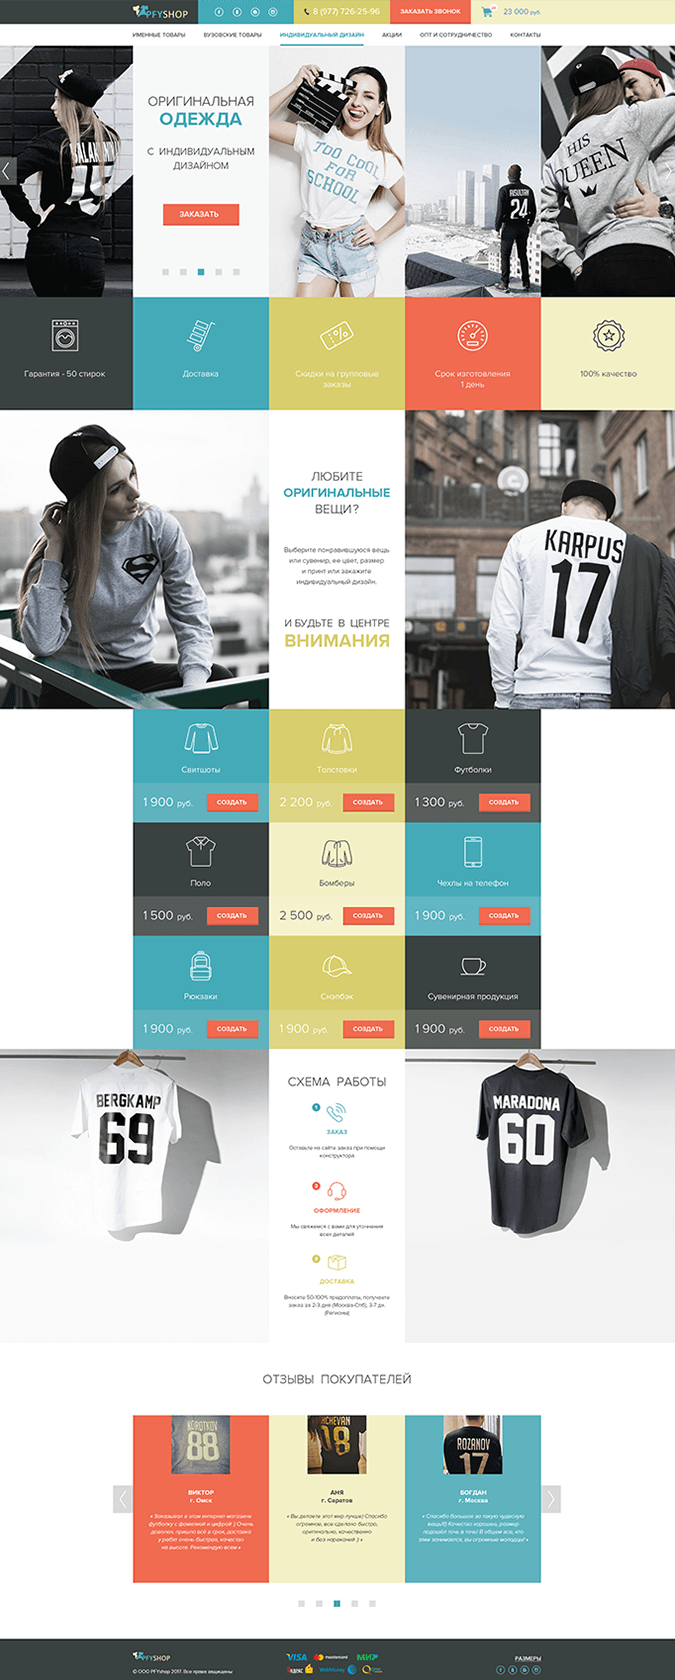 PFYSHOP
8 (977) 726-25-96
ЗАКАЗАТЬ ЗВОНОК
23 000 руб.
ИМЕННЫЕ ТОВАРЫ
ВУЗОВСКИЕ ТОВАРЫ
ИНДИВИДУАЛЬНЫЙ ДИЗАЙН
АКЦИИ
ОПТ И СОТРУДНИЧЕСТВО
КОНТАКТЫ
ОРИГИНАЛЬНАЯ
ОДЕЖДА
С ИНДИВИДУАЛЬНЫМ
ДИЗАЙНОМ
ЗАКАЗАТЬ
TOO COOL
FOR
SCHOOL
24
HIS
QUEEN
Гарантия - 50 стирок
Доставка
Скидки на групповые
заказы
Срок изготовления
1 день
100% качество
ЛЮБИТЕ
ОРИГИНАЛЬНЫЕ
ВЕЩИ?
Выберите понравившуюся вещь
или сувенир, ее цвет, размер
и принт или закажите
индивидуальный дизайн.
И БУДЬТЕ В ЦЕНТРЕ
ВНИМАНИЯ
KARPUS
17
Свитшоты
1 900 руб.
СОЗДАТЬ
Толстовки
2 200 руб.
СОЗДАТЬ
Футболки
1 300 руб.
СОЗДАТЬ
Поло
1 500 руб.
СОЗДАТЬ
Бомберы
2 500 руб.
СОЗДАТЬ
Чехлы на телефон
1 900 руб.
СОЗДАТЬ
Рюкзаки
1 900 руб.
СОЗДАТЬ
Снэпбэк
1 900 руб.
СОЗДАТЬ
Сувенирная продукция
1 900 руб.
СОЗДАТЬ
BERGKAMP
69
СХЕМА РАБОТЫ
1
ЗАКАЗ
Оставьте на сайте заказ при помощи
конструктора
ОФОРМЛЕНИЕ
Мы свяжемся с вами для уточнения
всех деталей
ДОСТАВКА
Вносите 50-100% предоплаты, получаете
заказ за 2-3 дня (Москва-Спб), 3-7 дн.
(Регионы)
MARADONA
60
ОТЗЫВЫ ПОКУПАТЕЛЕЙ
KOROTKOV
88
ВИКТОР
г. Омск
« Заказывал в этом интернет-магазине
футболку с фамилией и цифрой ) Очень
доволен, пришло всё в срок, доставка
у ребят очень быстрая, качество
на высоте. Рекомендую всем »
18
АНЯ
г. Саратов
« Вы делаете этот мир лучше) Спасибо
огромное, все сделано быстро,
оригинально, качественно
и без нареканий ) »
ROZANOV
17
БОГДАН
г. Москва
« Спасибо большое за такую чудесную
вещь!!!) Качество хорошее, размер
подошёл точь в точь! В общем все, кто
этим занимается, вы огромные молодцы! »
PFYSHOP
© ООО PFYshop 2017. Все права защищены
VISA
mastercard
МИР
WebMoney
РАЗМЕРЫ